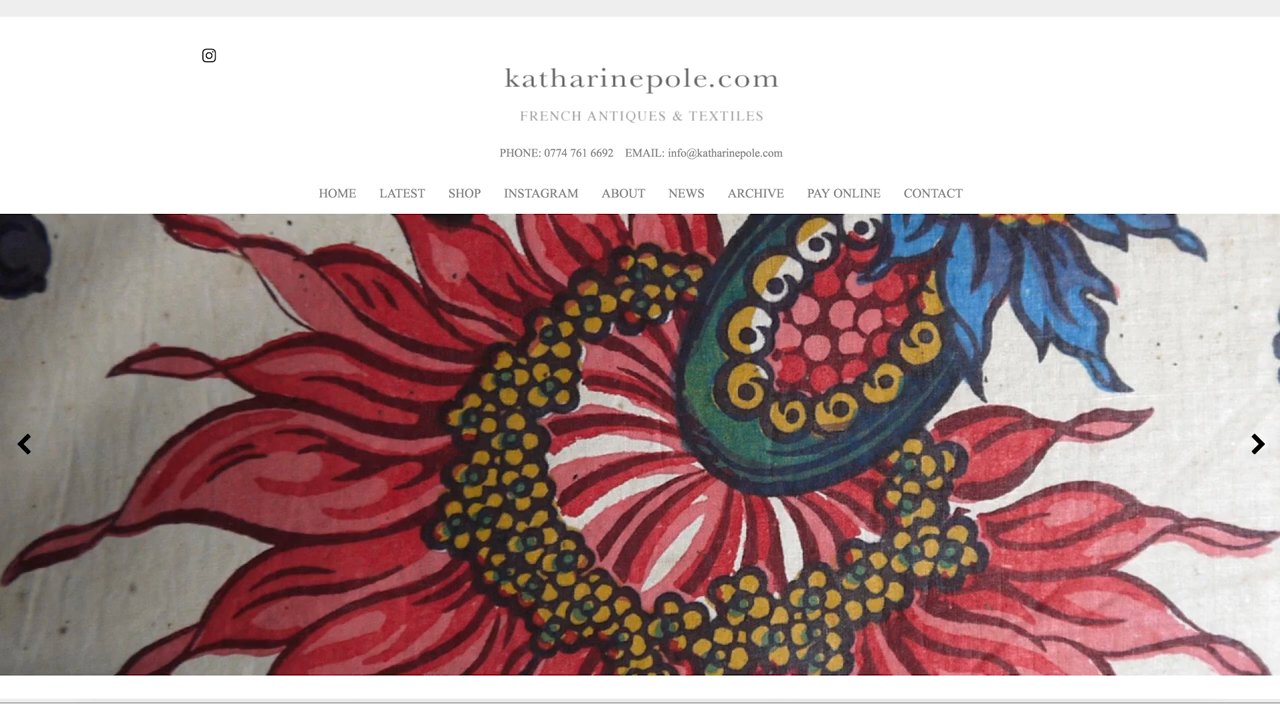 katharinepole.com
FRENCH ANTIQUES & TEXTILES
PHONE: 0774 761 6692 EMAIL: info@katharinepole.com
HOME LATEST SHOP INSTAGRAM ABOUT NEWS ARCHIVE PAY ONLINE CONTACT